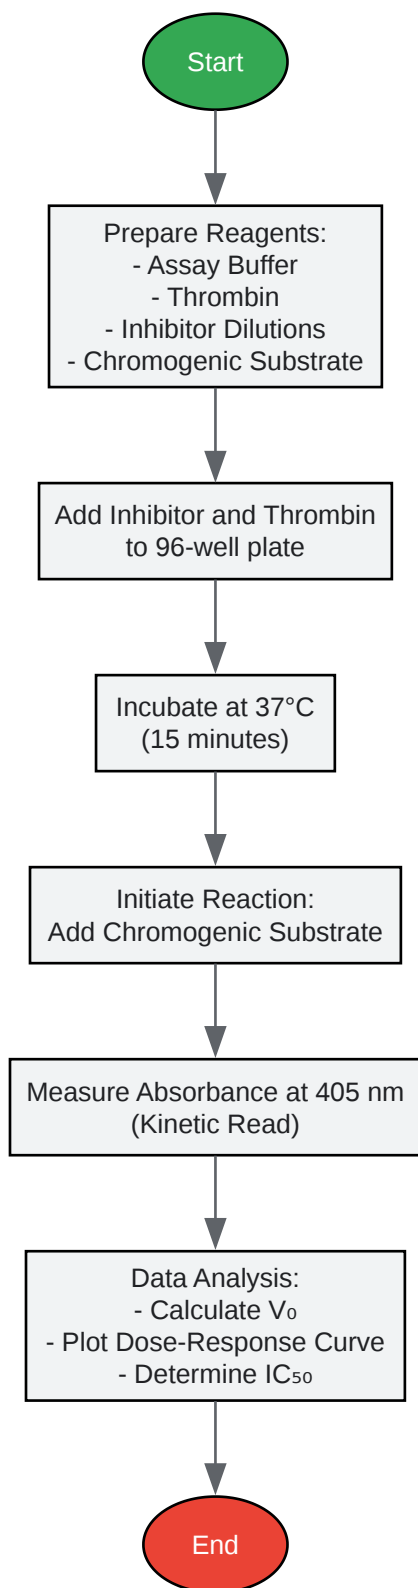 Start
Prepare Reagents:
- Assay Buffer
- Thrombin
- Inhibitor Dilutions
- Chromogenic Substrate
Add Inhibitor and Thrombin
to 96-well plate
Incubate at 37°C
(15 minutes)
Initiate Reaction:
Add Chromogenic Substrate
Measure Absorbance at 405 nm
(Kinetic Read)
Data Analysis:
- Calculate V₀
- Plot Dose-Response Curve
- Determine IC₅₀
End